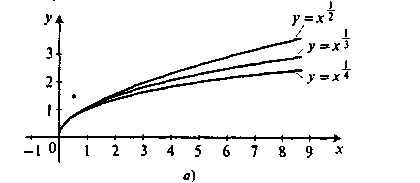 y = x^{1/2}
y
y = x^{1/3}
3
y = x^{1/4}
2
1
−1 0 1 2 3 4 5 6 7 8 9 x
а)